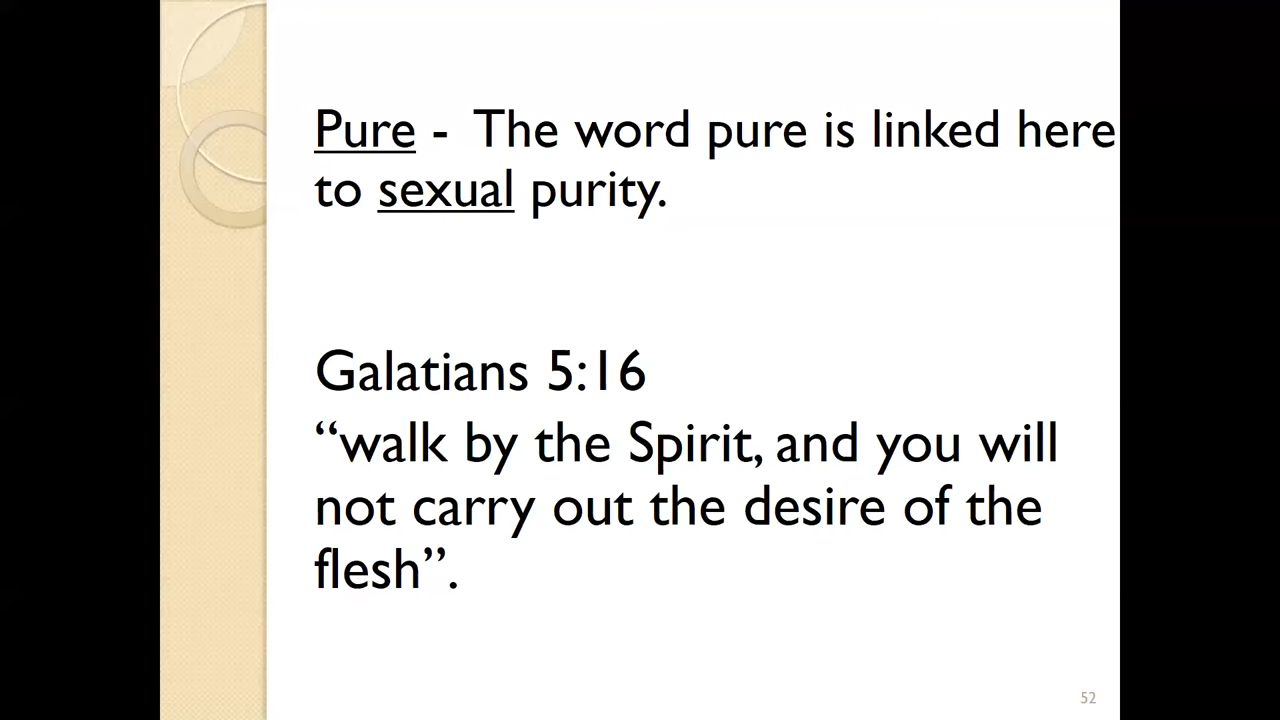 Pure - The word pure is linked here
to sexual purity.
Galatians 5:16
“walk by the Spirit, and you will
not carry out the desire of the
flesh”.
52